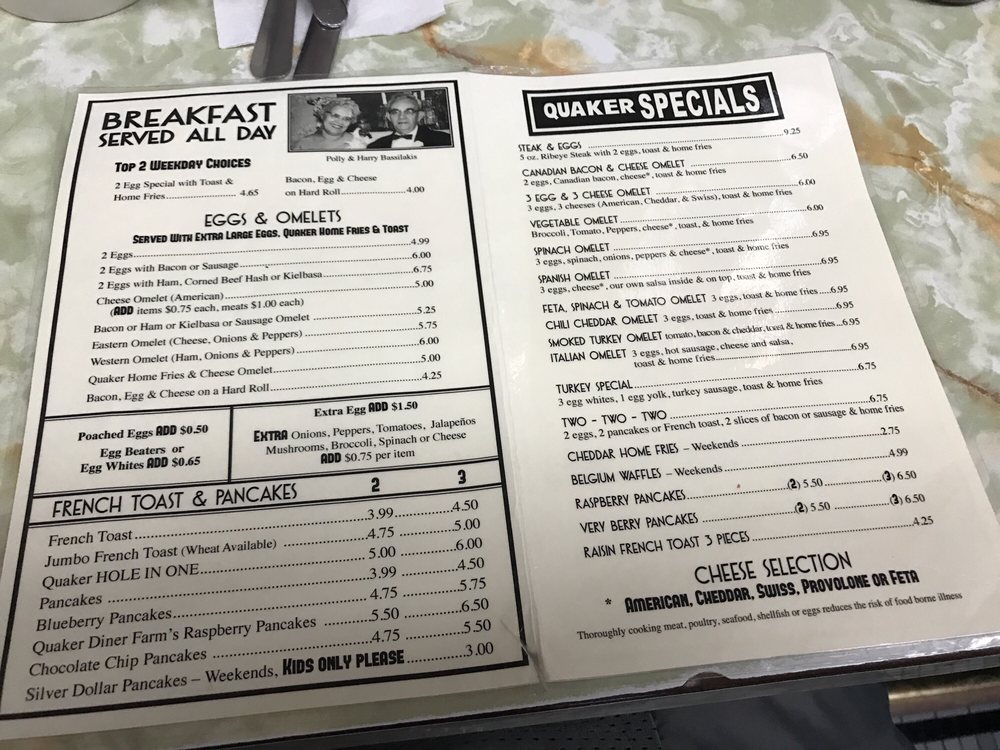 BREAKFAST
SERVED ALL DAY
Polly & Harry Bassilakis
TOP 2 WEEKDAY CHOICES
2 Egg Special with Toast &
Home Fries....................4.65
Bacon, Egg & Cheese
on Hard Roll....................4.00
EGGS & OMELETS
SERVED WITH EXTRA LARGE EGGS, QUAKER HOME FRIES & TOAST
2 Eggs....................4.99
2 Eggs with Bacon or Sausage....................6.00
2 Eggs with Ham, Corned Beef Hash or Kielbasa....................6.75
Cheese Omelet (American)....................5.00
(ADD items $0.75 each, meats $1.00 each)
Bacon or Ham or Kielbasa or Sausage Omelet ....................5.25
Eastern Omelet (Cheese, Onions & Peppers)....................5.75
Western Omelet (Ham, Onions & Peppers)....................6.00
Quaker Home Fries & Cheese Omelet....................5.00
Bacon, Egg & Cheese on a Hard Roll....................4.25
Poached Eggs ADD $0.50
Egg Beaters or
Egg Whites ADD $0.65
Extra Egg ADD $1.50
EXTRA Onions, Peppers, Tomatoes, Jalapeños
Mushrooms, Broccoli, Spinach or Cheese
ADD $0.75 per item
FRENCH TOAST & PANCAKES 2 3
French Toast....................3.99....................4.50
Jumbo French Toast (Wheat Available) ....................4.75....................5.00
Quaker HOLE IN ONE....................5.00....................6.00
Pancakes ....................3.99....................4.50
Blueberry Pancakes....................4.75....................5.75
Quaker Diner Farm's Raspberry Pancakes ....................5.50....................6.50
Chocolate Chip Pancakes ....................4.75....................5.50
Silver Dollar Pancakes – Weekends, KIDS ONLY PLEASE....................3.00
QUAKER SPECIALS
STEAK & EGGS ....................9.25
5 oz. Ribeye Steak with 2 eggs, toast & home fries
CANADIAN BACON & CHEESE OMELET ....................6.50
2 eggs, Canadian bacon, cheese*, toast & home fries
3 EGG & 3 CHEESE OMELET ....................6.00
3 eggs, 3 cheeses (American, Cheddar, & Swiss), toast & home fries
VEGETABLE OMELET....................6.00
Broccoli, Tomato, Peppers, cheese*, toast, & home fries
SPINACH OMELET ....................6.95
3 eggs, spinach, onions, peppers & cheese*, toast & home fries
SPANISH OMELET ....................6.95
3 eggs, cheese*, our own salsa inside & on top, toast & home fries
FETA, SPINACH & TOMATO OMELET 3 eggs, toast & home fries.....6.95
CHILI CHEDDAR OMELET 3 eggs, toast & home fries....................6.95
SMOKED TURKEY OMELET tomato, bacon & cheddar, toast & home fries...6.95
ITALIAN OMELET 3 eggs, hot sausage, cheese and salsa,
toast & home fries....................6.95
TURKEY SPECIAL....................6.75
3 egg whites, 1 egg yolk, turkey sausage, toast & home fries
TWO – TWO – TWO ....................6.75
2 eggs, 2 pancakes or French toast, 2 slices of bacon or sausage & home fries
CHEDDAR HOME FRIES – Weekends ....................2.75
BELGIUM WAFFLES – Weekends....................4.99
RASPBERRY PANCAKES....................(2) 5.50 ....................(3) 6.50
VERY BERRY PANCAKES ....................(2) 5.50 ....................(3) 6.50
RAISIN FRENCH TOAST 3 PIECES....................4.25
CHEESE SELECTION
* AMERICAN, CHEDDAR, SWISS, PROVOLONE OR FETA
Thoroughly cooking meat, poultry, seafood, shellfish or eggs reduces the risk of food borne illness